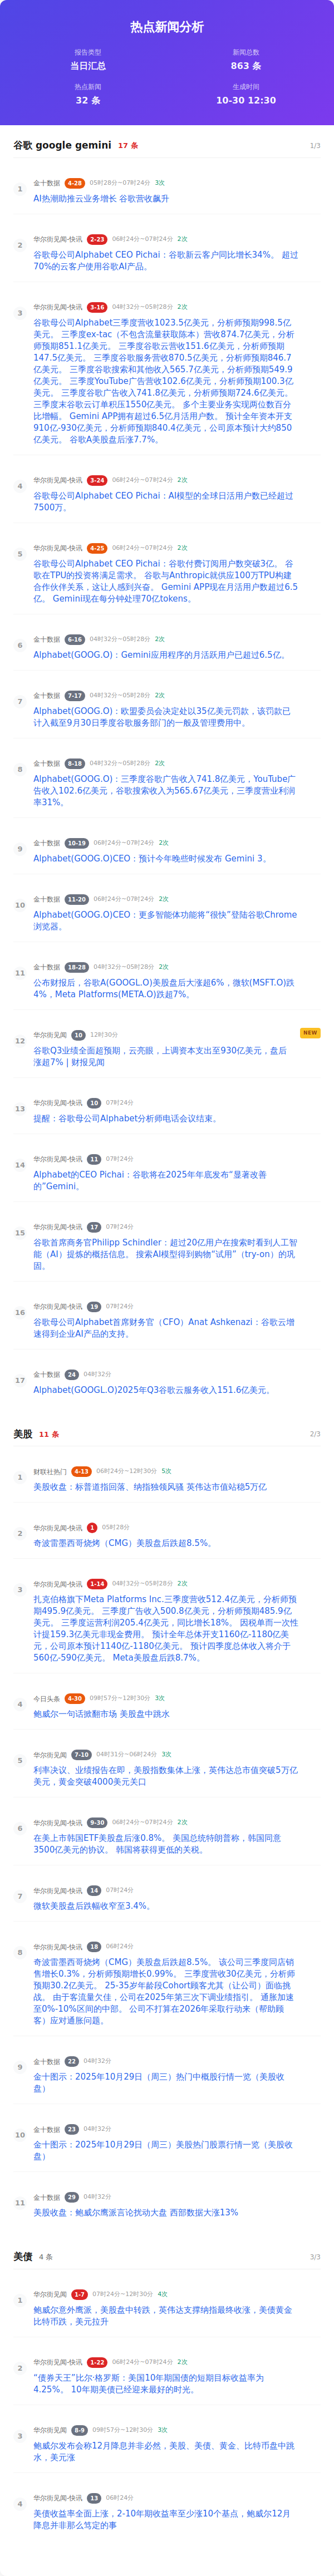 热点新闻分析
报告类型
当日汇总
新闻总数
863 条
热点新闻
32 条
生成时间
10-30 12:30
谷歌 google gemini 17 条 1/3
1
金十数据 4-28 05时28分~07时24分 3次
AI热潮助推云业务增长 谷歌营收飙升
2
华尔街见闻-快讯 2-23 06时24分~07时24分 2次
谷歌母公司Alphabet CEO Pichai：谷歌新云客户同比增长34%。 超过
70%的云客户使用谷歌AI产品。
3
华尔街见闻-快讯 3-16 04时32分~05时28分 2次
谷歌母公司Alphabet三季度营收1023.5亿美元，分析师预期998.5亿
美元。 三季度ex-tac（不包含流量获取陈本）营收874.7亿美元，分析
师预期851.1亿美元。 三季度谷歌云营收151.6亿美元，分析师预期
147.5亿美元。 三季度谷歌服务营收870.5亿美元，分析师预期846.7
亿美元。 三季度谷歌搜索和其他收入565.7亿美元，分析师预期549.9
亿美元。 三季度YouTube广告营收102.6亿美元，分析师预期100.3亿
美元。 三季度谷歌广告收入741.8亿美元，分析师预期724.6亿美元。
三季度末谷歌云订单积压1550亿美元。 多个主要业务实现两位数百分
比增幅。 Gemini APP拥有超过6.5亿月活用户数。 预计全年资本开支
910亿-930亿美元，分析师预期840.4亿美元，公司原本预计大约850
亿美元。 谷歌A美股盘后涨7.7%。
4
华尔街见闻-快讯 3-24 06时24分~07时24分 2次
谷歌母公司Alphabet CEO Pichai：AI模型的全球日活用户数已经超过
7500万。
5
华尔街见闻-快讯 4-25 06时24分~07时24分 2次
谷歌母公司Alphabet CEO Pichai：谷歌付费订阅用户数突破3亿。 谷
歌在TPU的投资将满足需求。 谷歌与Anthropic就供应100万TPU构建
合作伙伴关系，这让人感到兴奋。 Gemini APP现在月活用户数超过6.5
亿。 Gemini现在每分钟处理70亿tokens。
6
金十数据 6-16 04时32分~05时28分 2次
Alphabet(GOOG.O)：Gemini应用程序的月活跃用户已超过6.5亿。
7
金十数据 7-17 04时32分~05时28分 2次
Alphabet(GOOG.O)：欧盟委员会决定处以35亿美元罚款，该罚款已
计入截至9月30日季度谷歌服务部门的一般及管理费用中。
8
金十数据 8-18 04时32分~05时28分 2次
Alphabet(GOOG.O)：三季度谷歌广告收入741.8亿美元，YouTube广
告收入102.6亿美元，谷歌搜索收入为565.67亿美元，三季度营业利润
率31%。
9
金十数据 10-19 06时24分~07时24分 2次
Alphabet(GOOG.O)CEO：预计今年晚些时候发布 Gemini 3。
10
金十数据 11-20 06时24分~07时24分 2次
Alphabet(GOOG.O)CEO：更多智能体功能将“很快”登陆谷歌Chrome
浏览器。
11
金十数据 18-28 04时32分~05时28分 2次
公布财报后，谷歌A(GOOGL.O)美股盘后大涨超6%，微软(MSFT.O)跌
4%，Meta Platforms(META.O)跌超7%。
12
华尔街见闻 10 12时30分 NEW
谷歌Q3业绩全面超预期，云亮眼，上调资本支出至930亿美元，盘后
涨超7% | 财报见闻
13
华尔街见闻-快讯 10 07时24分
提醒：谷歌母公司Alphabet分析师电话会议结束。
14
华尔街见闻-快讯 11 07时24分
Alphabet的CEO Pichai：谷歌将在2025年年底发布“显著改善
的”Gemini。
15
华尔街见闻-快讯 17 07时24分
谷歌首席商务官Philipp Schindler：超过20亿用户在搜索时看到人工智
能（AI）提炼的概括信息。 搜索AI模型得到购物“试用”（try-on）的巩
固。
16
华尔街见闻-快讯 19 07时24分
谷歌母公司Alphabet首席财务官（CFO）Anat Ashkenazi：谷歌云增
速得到企业AI产品的支持。
17
金十数据 24 04时32分
Alphabet(GOOGL.O)2025年Q3谷歌云服务收入151.6亿美元。
美股 11 条 2/3
1
财联社热门 4-13 06时24分~12时30分 5次
美股收盘：标普道指回落、纳指独领风骚 英伟达市值站稳5万亿
2
华尔街见闻-快讯 1 05时28分
奇波雷墨西哥烧烤（CMG）美股盘后跌超8.5%。
3
华尔街见闻-快讯 1-14 04时32分~05时28分 2次
扎克伯格旗下Meta Platforms Inc.三季度营收512.4亿美元，分析师预
期495.9亿美元。 三季度广告收入500.8亿美元，分析师预期485.9亿
美元。 三季度运营利润205.4亿美元，同比增长18%。 因税单而一次性
计提159.3亿美元非现金费用。 预计全年总体开支1160亿-1180亿美
元，公司原本预计1140亿-1180亿美元。 预计四季度总体收入将介于
560亿-590亿美元。 Meta美股盘后跌8.7%。
4
今日头条 4-30 09时57分~12时30分 3次
鲍威尔一句话掀翻市场 美股盘中跳水
5
华尔街见闻 7-10 04时31分~06时24分 3次
利率决议、业绩报告在即，美股指数集体上涨，英伟达总市值突破5万亿
美元，黄金突破4000美元关口
6
华尔街见闻-快讯 9-30 06时24分~07时24分 2次
在美上市韩国ETF美股盘后涨0.8%。 美国总统特朗普称，韩国同意
3500亿美元的协议。 韩国将获得更低的关税。
7
华尔街见闻-快讯 14 07时24分
微软美股盘后跌幅收窄至3.4%。
8
华尔街见闻-快讯 18 06时24分
奇波雷墨西哥烧烤（CMG）美股盘后跌超8.5%。 该公司三季度同店销
售增长0.3%，分析师预期增长0.99%。 三季度营收30亿美元，分析师
预期30.2亿美元。 25-35岁年龄段Cohort顾客尤其（让公司）面临挑
战。 由于客流量欠佳，公司在2025年第三次下调业绩指引。 通胀加速
至0%-10%区间的中部。 公司不打算在2026年采取行动来（帮助顾
客）应对通胀问题。
9
金十数据 22 04时32分
金十图示：2025年10月29日（周三）热门中概股行情一览（美股收
盘）
10
金十数据 23 04时32分
金十图示：2025年10月29日（周三）美股热门股票行情一览（美股收
盘）
11
金十数据 29 04时32分
美股收盘：鲍威尔鹰派言论扰动大盘 西部数据大涨13%
美债 4 条 3/3
1
华尔街见闻 1-7 07时24分~12时30分 4次
鲍威尔意外鹰派，美股盘中转跌，英伟达支撑纳指最终收涨，美债黄金
比特币跌，美元拉升
2
华尔街见闻-快讯 1-22 06时24分~07时24分 2次
“债券天王”比尔·格罗斯：美国10年期国债的短期目标收益率为
4.25%。 10年期美债已经迎来最好的时光。
3
华尔街见闻 8-9 09时57分~12时30分 3次
鲍威尔发布会称12月降息并非必然，美股、美债、黄金、比特币盘中跳
水，美元涨
4
华尔街见闻-快讯 13 06时24分
美债收益率全面上涨，2-10年期收益率至少涨10个基点，鲍威尔12月
降息并非那么笃定的事